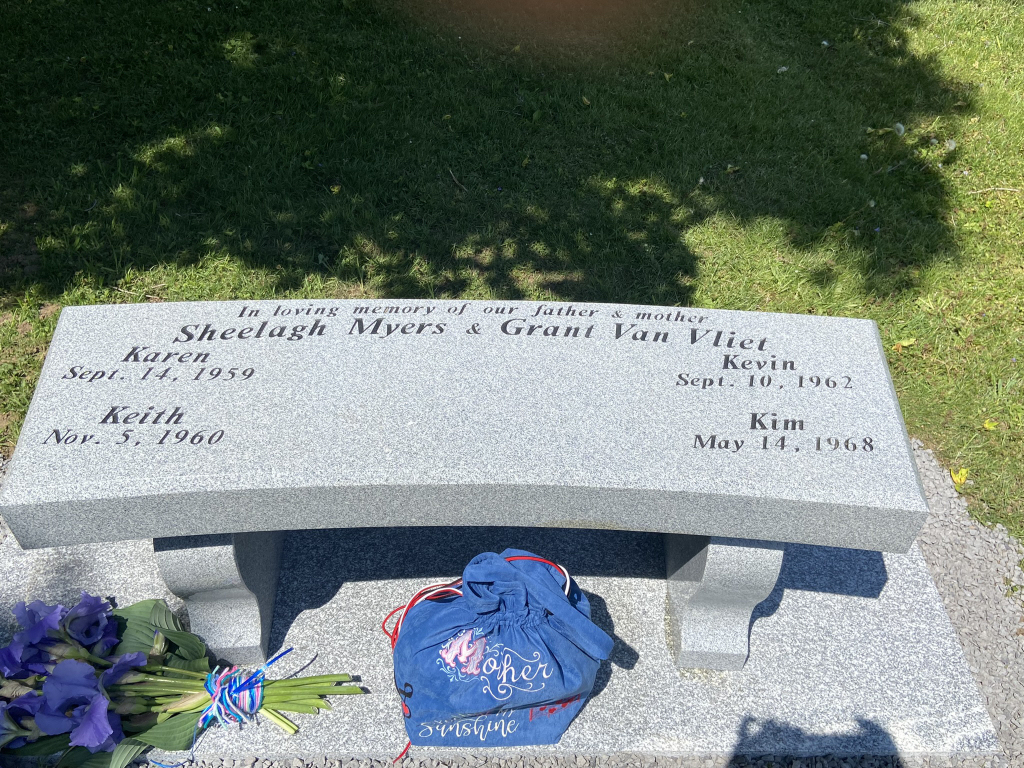 In loving memory of our father & mother
Sheelagh Myers & Grant Van Vliet
Karen
Sept. 14, 1959
Kevin
Sept. 10, 1962
Keith
Nov. 5, 1960
Kim
May 14, 1968
Sunshine